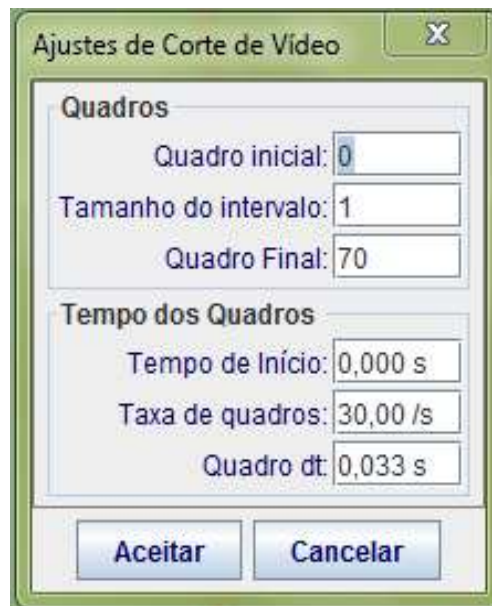 Ajustes de Corte de Vídeo
Quadros
Quadro inicial: 0
Tamanho do intervalo: 1
Quadro Final: 70
Tempo dos Quadros
Tempo de Início: 0,000 s
Taxa de quadros: 30,00 /s
Quadro dt: 0,033 s
Aceitar Cancelar